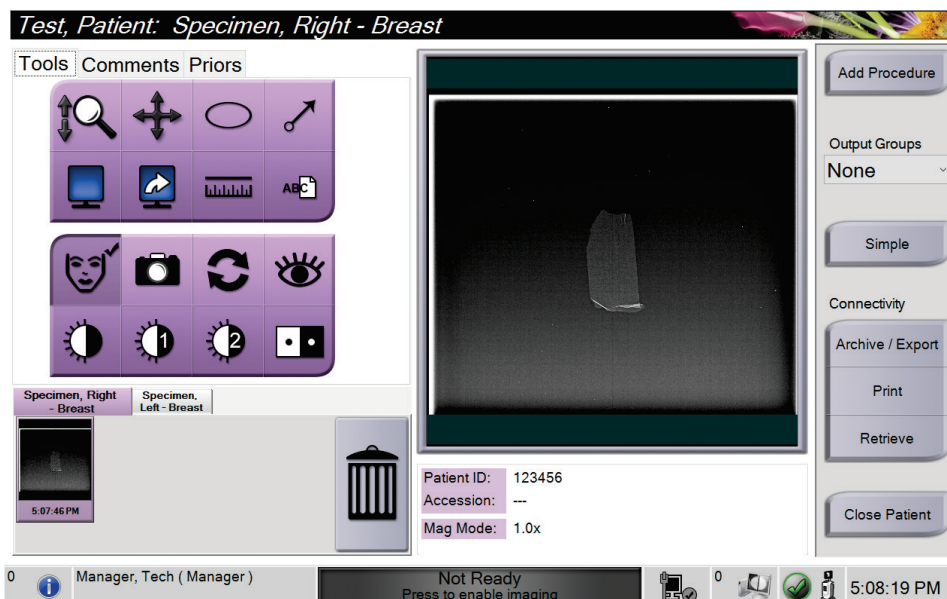 Test, Patient: Specimen, Right - Breast
Tools Comments Priors
ABC
1 2
Specimen, Right
- Breast
Specimen,
Left - Breast
5:07:46 PM
Patient ID: 123456
Accession: ---
Mag Mode: 1.0x
Add Procedure
Output Groups
None
Simple
Connectivity
Archive / Export
Print
Retrieve
Close Patient
0
Manager, Tech ( Manager )
Not Ready
Press to enable imaging
0
5:08:19 PM